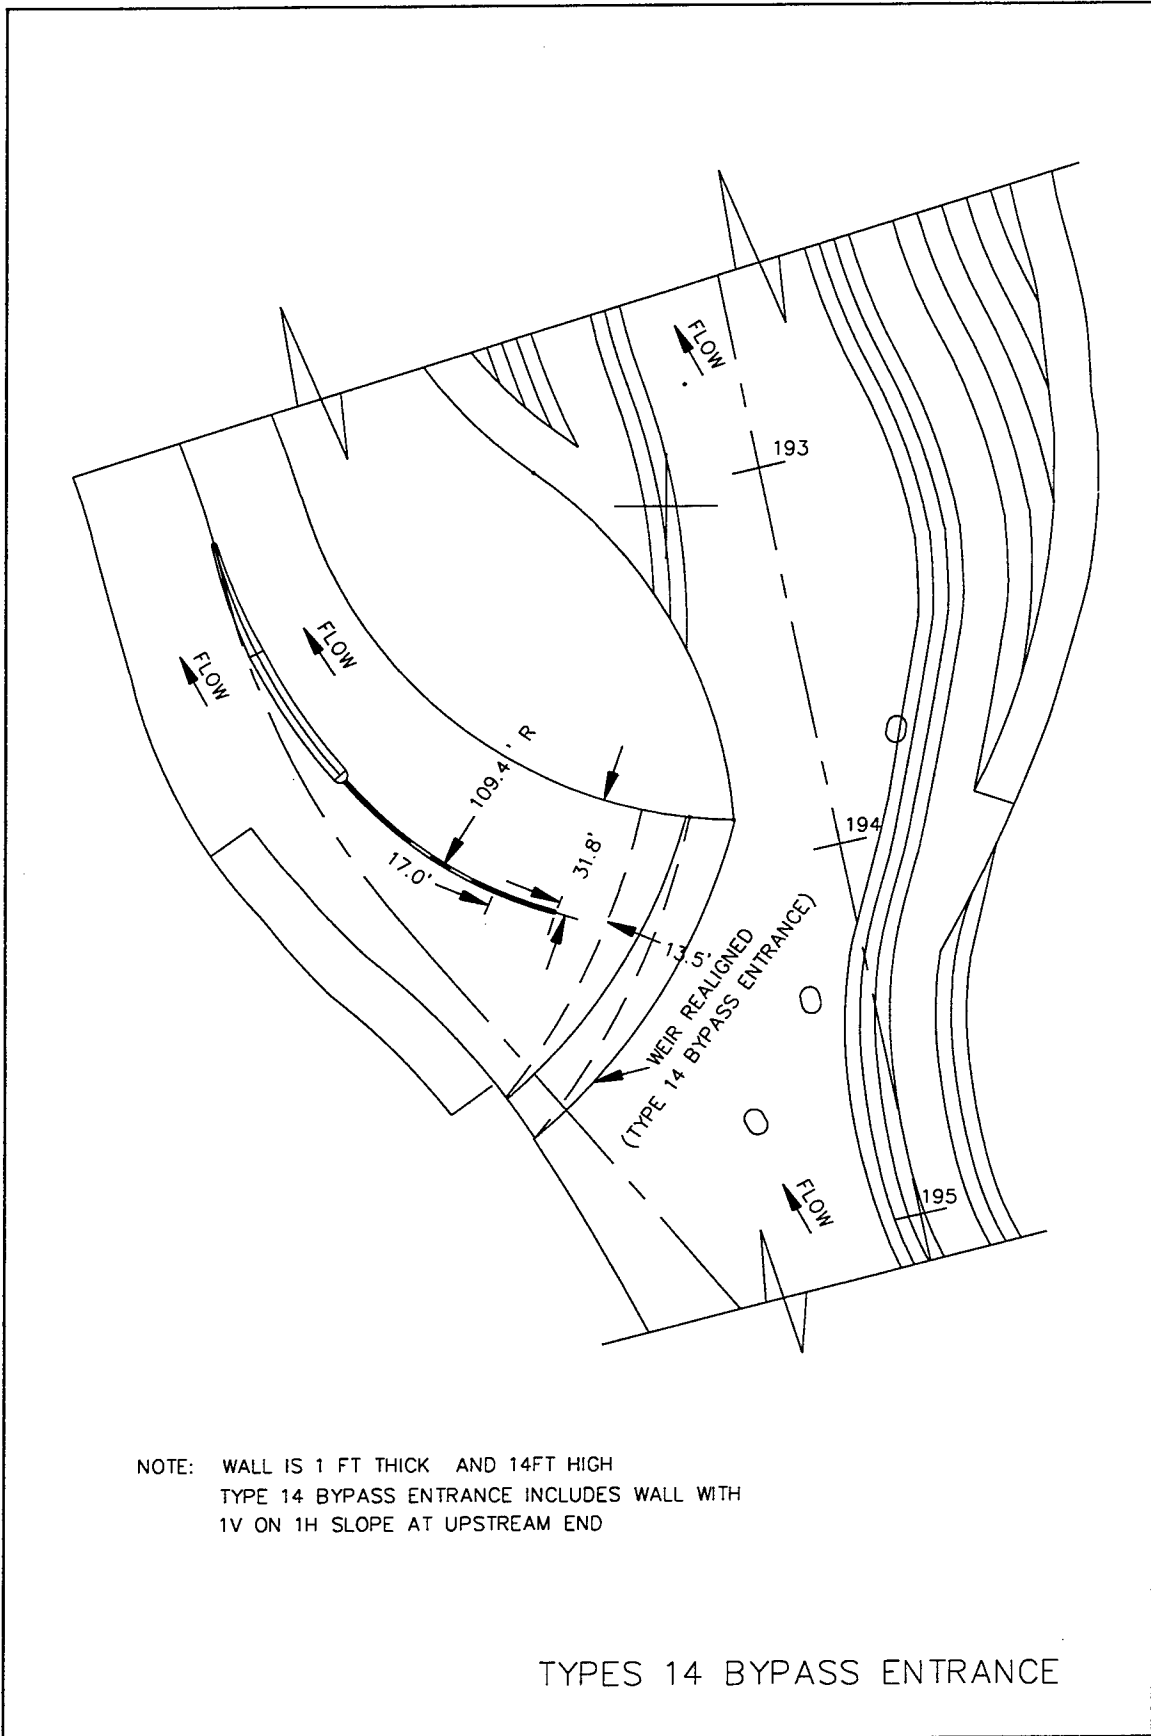 FLOW
193
FLOW
FLOW
109.4' R
194
17.0'
31.8'
13.5'
WEIR REALIGNED
(TYPE 14 BYPASS ENTRANCE)
195
FLOW
NOTE: WALL IS 1 FT THICK AND 14FT HIGH
TYPE 14 BYPASS ENTRANCE INCLUDES WALL WITH
1V ON 1H SLOPE AT UPSTREAM END
TYPES 14 BYPASS ENTRANCE